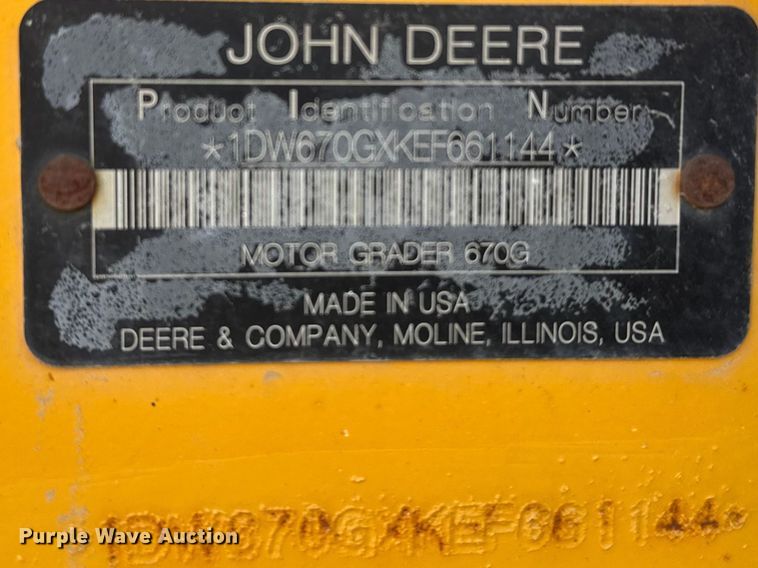 JOHN DEERE
Product Identification Number
*1DW670GXKEF661144*
MOTOR GRADER 670G
MADE IN USA
DEERE & COMPANY, MOLINE, ILLINOIS, USA
1DW670GXKEF661144
Purple Wave Auction